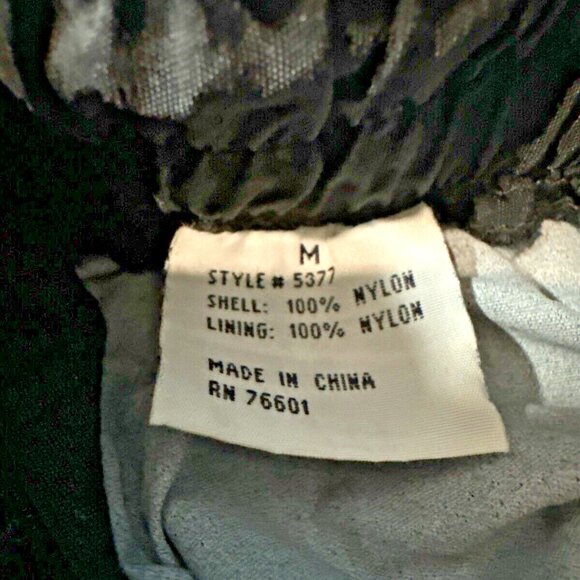 M
STYLE # 5377
SHELL: 100% NYLON
LINING: 100% NYLON
MADE IN CHINA
RN 76601